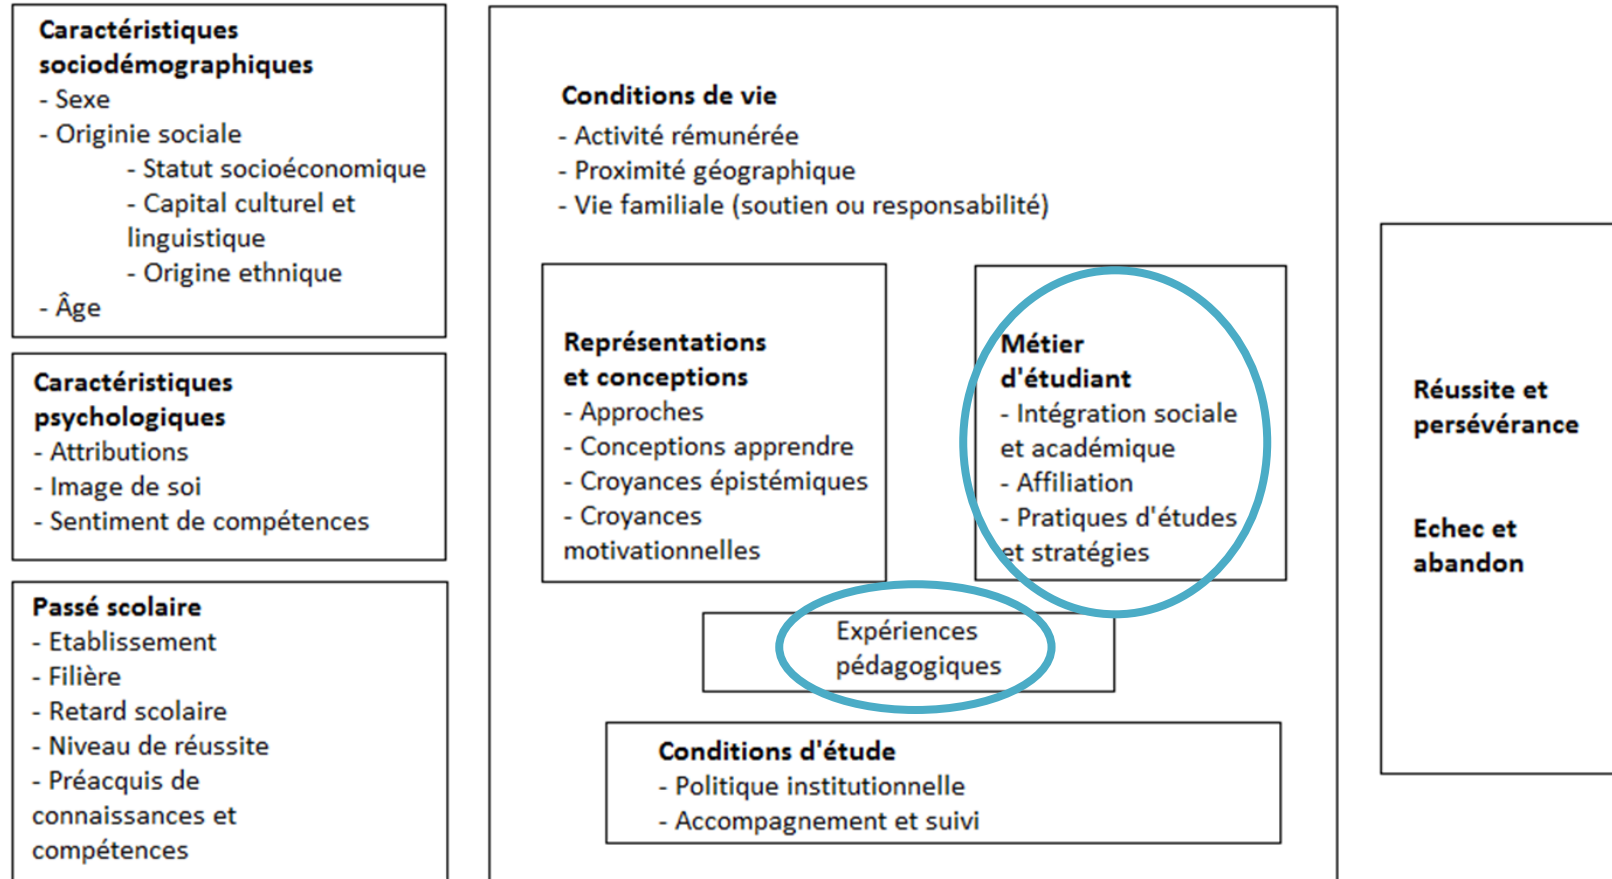 Caractéristiques
sociodémographiques
- Sexe
- Originie sociale
- Statut socioéconomique
- Capital culturel et
linguistique
- Origine ethnique
- Âge
Caractéristiques
psychologiques
- Attributions
- Image de soi
- Sentiment de compétences
Passé scolaire
- Etablissement
- Filière
- Retard scolaire
- Niveau de réussite
- Préacquis de
connaissances et
compétences
Conditions de vie
- Activité rémunérée
- Proximité géographique
- Vie familiale (soutien ou responsabilité)
Représentations
et conceptions
- Approches
- Conceptions apprendre
- Croyances épistémiques
- Croyances
motivationnelles
Métier
d'étudiant
- Intégration sociale
et académique
- Affiliation
- Pratiques d'études
et stratégies
Expériences
pédagogiques
Conditions d'étude
- Politique institutionnelle
- Accompagnement et suivi
Réussite et
persévérance
Echec et
abandon